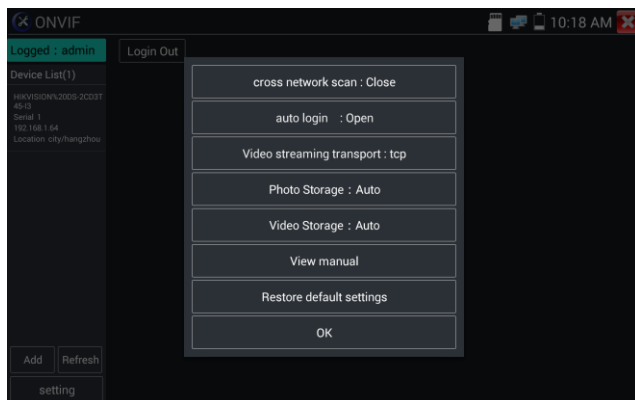 ONVIF
10:18 AM
Logged : admin
Login Out
Device List(1)
HIKVISION%20DS-2CD3T
45-I3
Serial 1
192.168.1.64
Location city/hangzhou
cross network scan : Close
auto login : Open
Video streaming transport : tcp
Photo Storage : Auto
Video Storage : Auto
View manual
Restore default settings
OK
Add
Refresh
setting